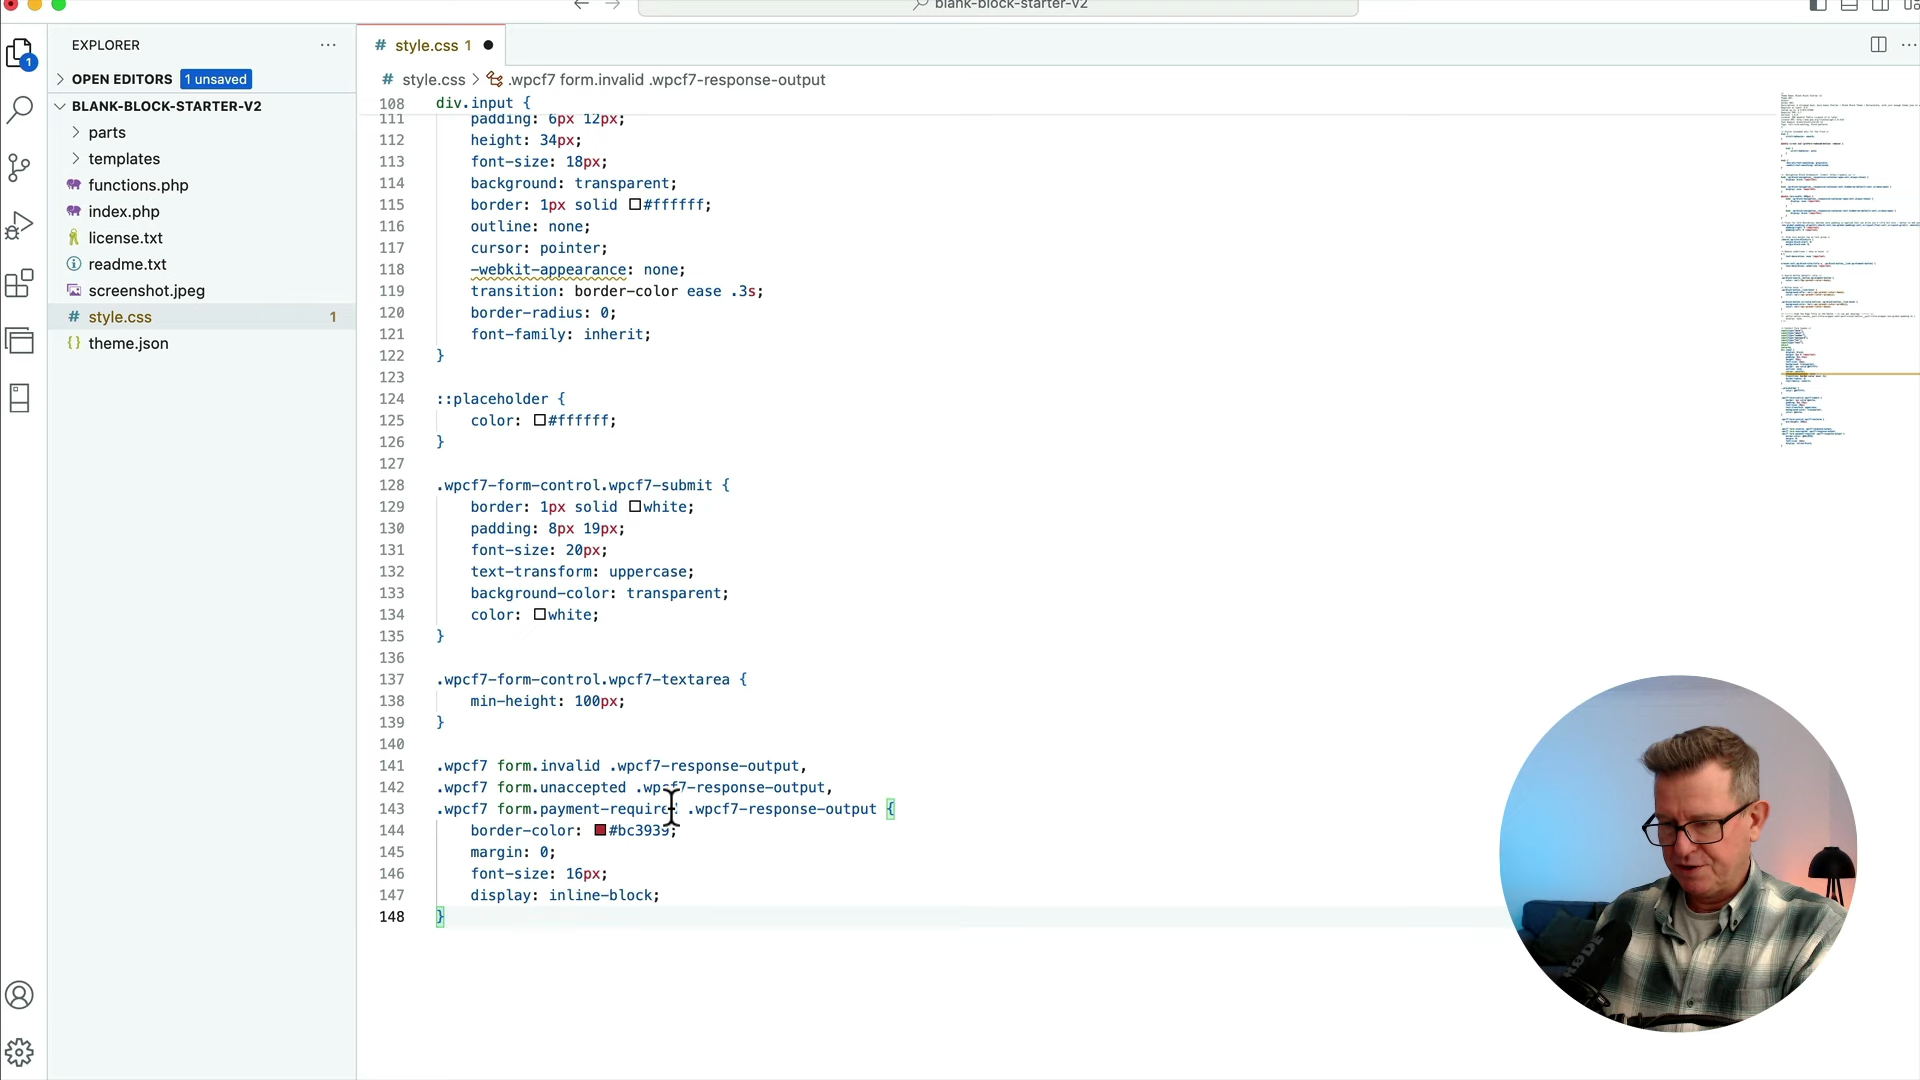 blank-block-starter-v2
EXPLORER
OPEN EDITORS 1 unsaved
BLANK-BLOCK-STARTER-V2
parts
templates
functions.php
index.php
license.txt
readme.txt
screenshot.jpeg
style.css 1
theme.json
1
# style.css 1
# style.css > .wpcf7 form.invalid .wpcf7-response-output
108 div.input {
111 padding: 6px 12px;
112 height: 34px;
113 font-size: 18px;
114 background: transparent;
115 border: 1px solid #ffffff;
116 outline: none;
117 cursor: pointer;
118 -webkit-appearance: none;
119 transition: border-color ease .3s;
120 border-radius: 0;
121 font-family: inherit;
122 }
123
124 ::placeholder {
125 color: #ffffff;
126 }
127
128 .wpcf7-form-control.wpcf7-submit {
129 border: 1px solid white;
130 padding: 8px 19px;
131 font-size: 20px;
132 text-transform: uppercase;
133 background-color: transparent;
134 color: white;
135 }
136
137 .wpcf7-form-control.wpcf7-textarea {
138 min-height: 100px;
139 }
140
141 .wpcf7 form.invalid .wpcf7-response-output,
142 .wpcf7 form.unaccepted .wpcf7-response-output,
143 .wpcf7 form.payment-required .wpcf7-response-output {
144 border-color: #bc3939;
145 margin: 0;
146 font-size: 16px;
147 display: inline-block;
148 }
RØDE